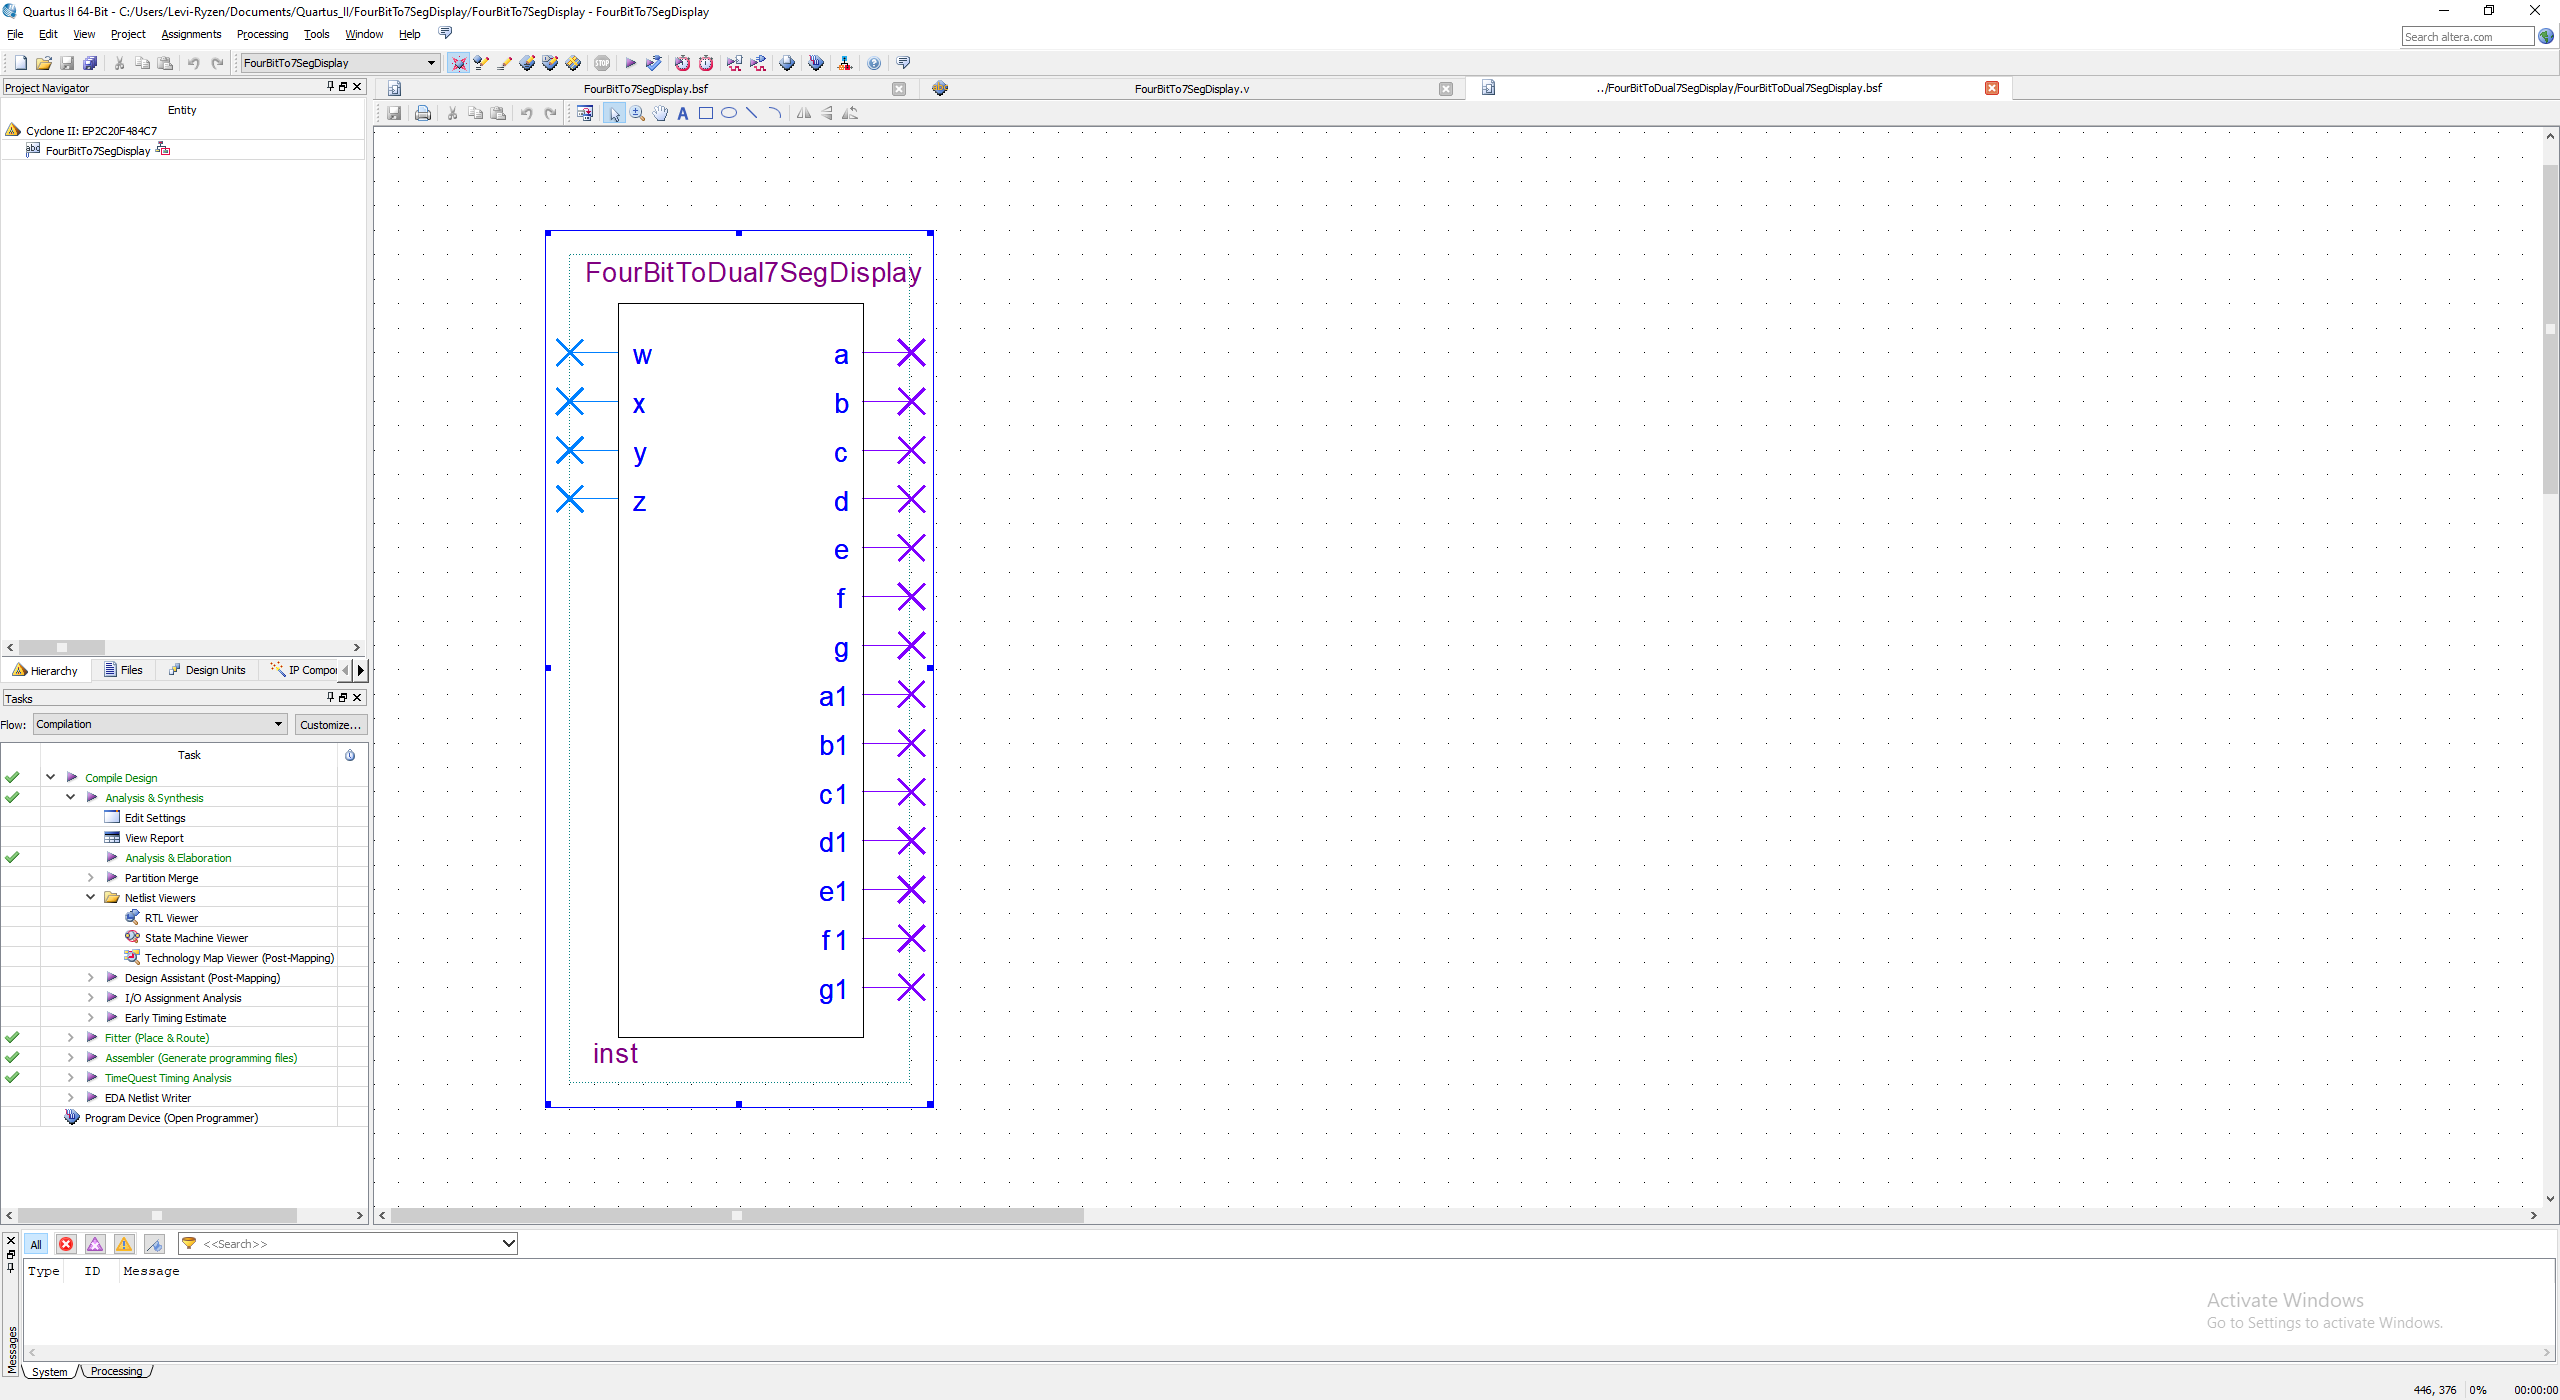 Quartus II 64-Bit - C:/Users/Levi-Ryzen/Documents/Quartus_II/FourBitTo7SegDisplay/FourBitTo7SegDisplay - FourBitTo7SegDisplay
File Edit View Project Assignments Processing Tools Window Help
Search altera.com
FourBitTo7SegDisplay
STOP
Project Navigator
FourBitTo7SegDisplay.bsf
FourBitTo7SegDisplay.v
../FourBitToDual7SegDisplay/FourBitToDual7SegDisplay.bsf
Entity
Cyclone II: EP2C20F484C7
abc FourBitTo7SegDisplay
Hierarchy Files Design Units IP Compor
Tasks
Flow: Compilation Customize...
Task
Compile Design
Analysis & Synthesis
Edit Settings
View Report
Analysis & Elaboration
Partition Merge
Netlist Viewers
RTL Viewer
State Machine Viewer
Technology Map Viewer (Post-Mapping)
Design Assistant (Post-Mapping)
I/O Assignment Analysis
Early Timing Estimate
Fitter (Place & Route)
Assembler (Generate programming files)
TimeQuest Timing Analysis
EDA Netlist Writer
Program Device (Open Programmer)
FourBitToDual7SegDisplay
w a
x b
y c
z d
e
f
g
a1
b1
c1
d1
e1
f1
g1
inst
All <<Search>>
Type ID Message
Messages
System Processing
Activate Windows
Go to Settings to activate Windows.
446, 376 0% 00:00:00